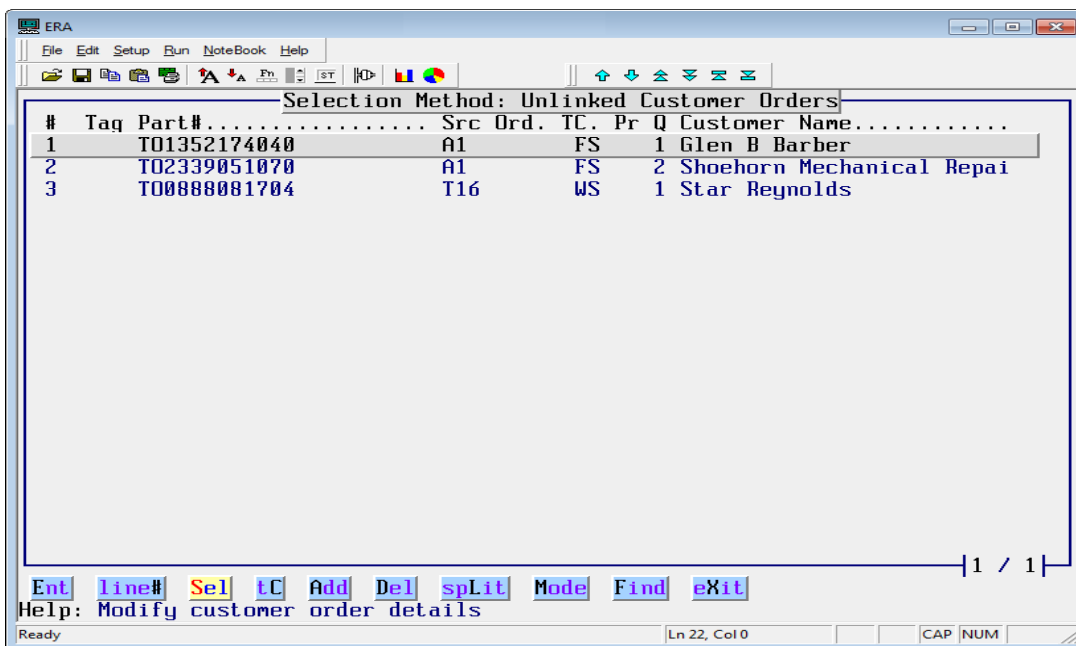 ERA
File Edit Setup Run NoteBook Help
Fn ST
Selection Method: Unlinked Customer Orders
# Tag Part#................. Src Ord. TC. Pr Q Customer Name............
1 TO1352174040 A1 FS 1 Glen B Barber
2 TO2339051070 A1 FS 2 Shoehorn Mechanical Repai
3 TO0888081704 T16 WS 1 Star Reynolds
1 / 1
Ent line# Sel tC Add Del spLit Mode Find eXit
Help: Modify customer order details
Ready Ln 22, Col 0 CAP NUM